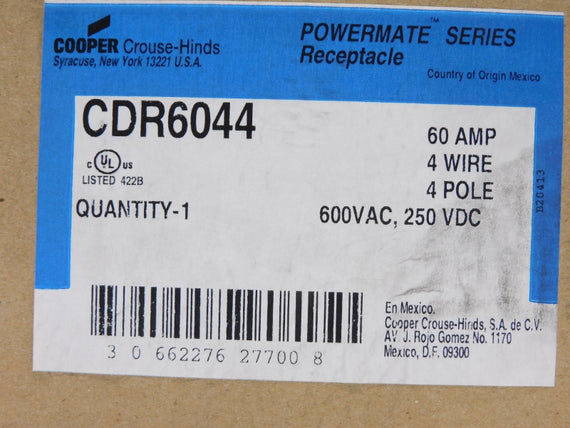 COOPER Crouse-Hinds
Syracuse, New York 13221 U.S.A.
POWERMATE™ SERIES
Receptacle
Country of Origin Mexico
CDR6044
c UL us
LISTED 422B
QUANTITY-1
60 AMP
4 WIRE
4 POLE
600VAC, 250 VDC
B20413
3 0 662276 27700 8
En Mexico.
Cooper Crouse-Hinds, S.A. de C.V.
AV. J. Rojo Gomez No. 1170
Mexico, D.F. 09300